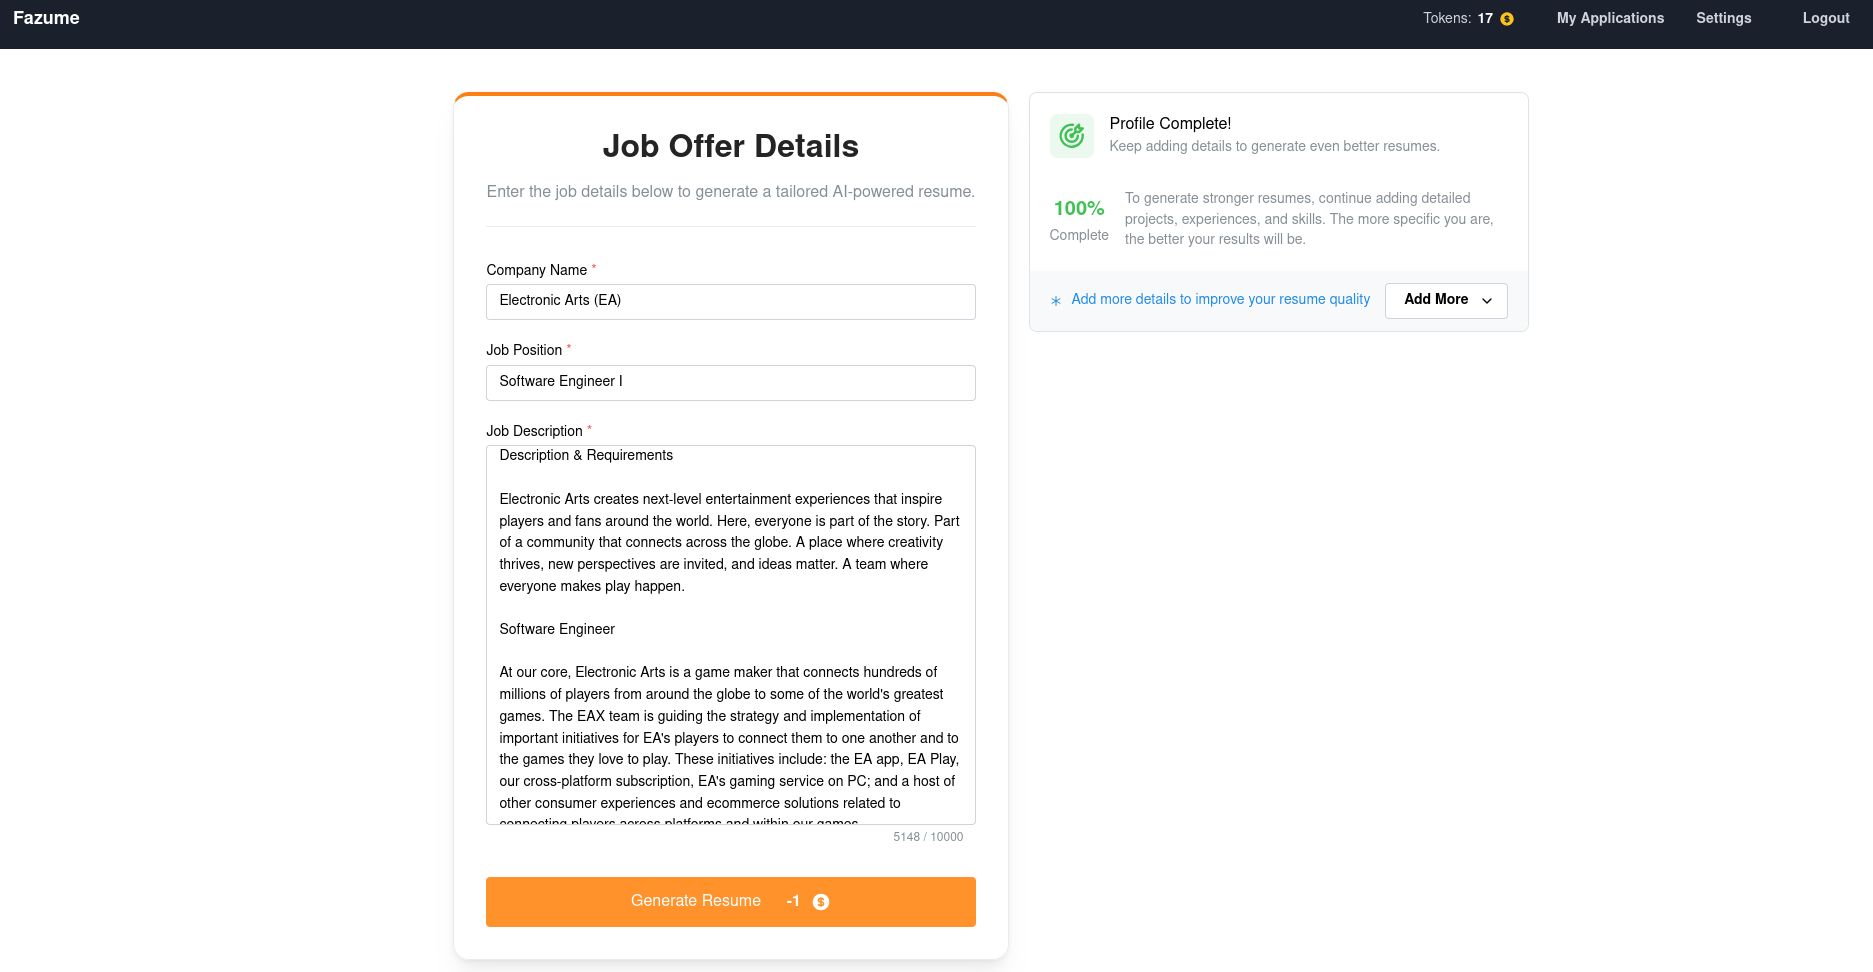 Fazume
Tokens: 17
My Applications
Settings
Logout
Job Offer Details
Enter the job details below to generate a tailored AI-powered resume.
Company Name *
Electronic Arts (EA)
Job Position *
Software Engineer I
Job Description *
Description & Requirements
Electronic Arts creates next-level entertainment experiences that inspire
players and fans around the world. Here, everyone is part of the story. Part
of a community that connects across the globe. A place where creativity
thrives, new perspectives are invited, and ideas matter. A team where
everyone makes play happen.
Software Engineer
At our core, Electronic Arts is a game maker that connects hundreds of
millions of players from around the globe to some of the world's greatest
games. The EAX team is guiding the strategy and implementation of
important initiatives for EA's players to connect them to one another and to
the games they love to play. These initiatives include: the EA app, EA Play,
our cross-platform subscription, EA's gaming service on PC; and a host of
other consumer experiences and ecommerce solutions related to
connecting players across platforms and within our games.
5148 / 10000
Generate Resume -1 $
Profile Complete!
Keep adding details to generate even better resumes.
100%
Complete
To generate stronger resumes, continue adding detailed
projects, experiences, and skills. The more specific you are,
the better your results will be.
Add more details to improve your resume quality
Add More